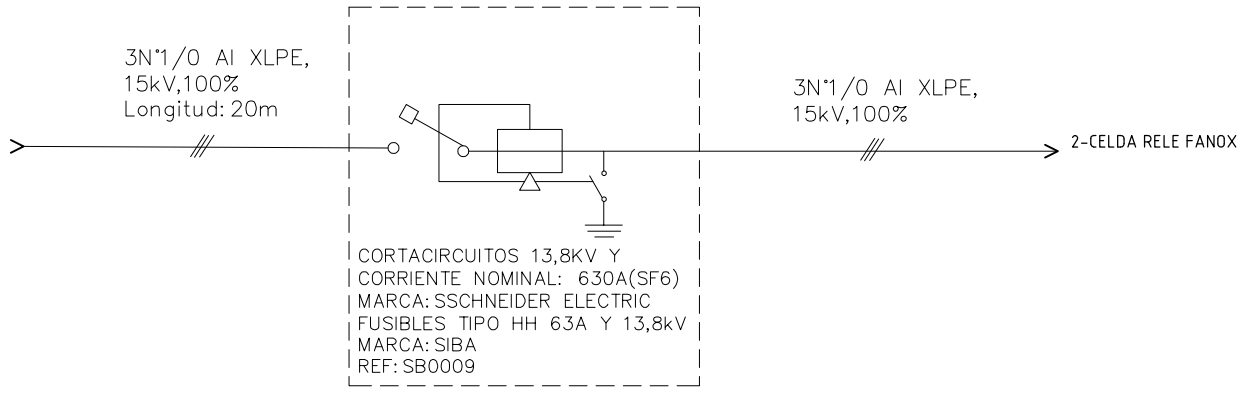 3N°1/0 Al XLPE,
15kV,100%
Longitud: 20m
3N°1/0 Al XLPE,
15kV,100%
2-CELDA RELE FANOX
CORTACIRCUITOS 13,8KV Y
CORRIENTE NOMINAL: 630A(SF6)
MARCA: SSCHNEIDER ELECTRIC
FUSIBLES TIPO HH 63A Y 13,8kV
MARCA: SIBA
REF: SB0009